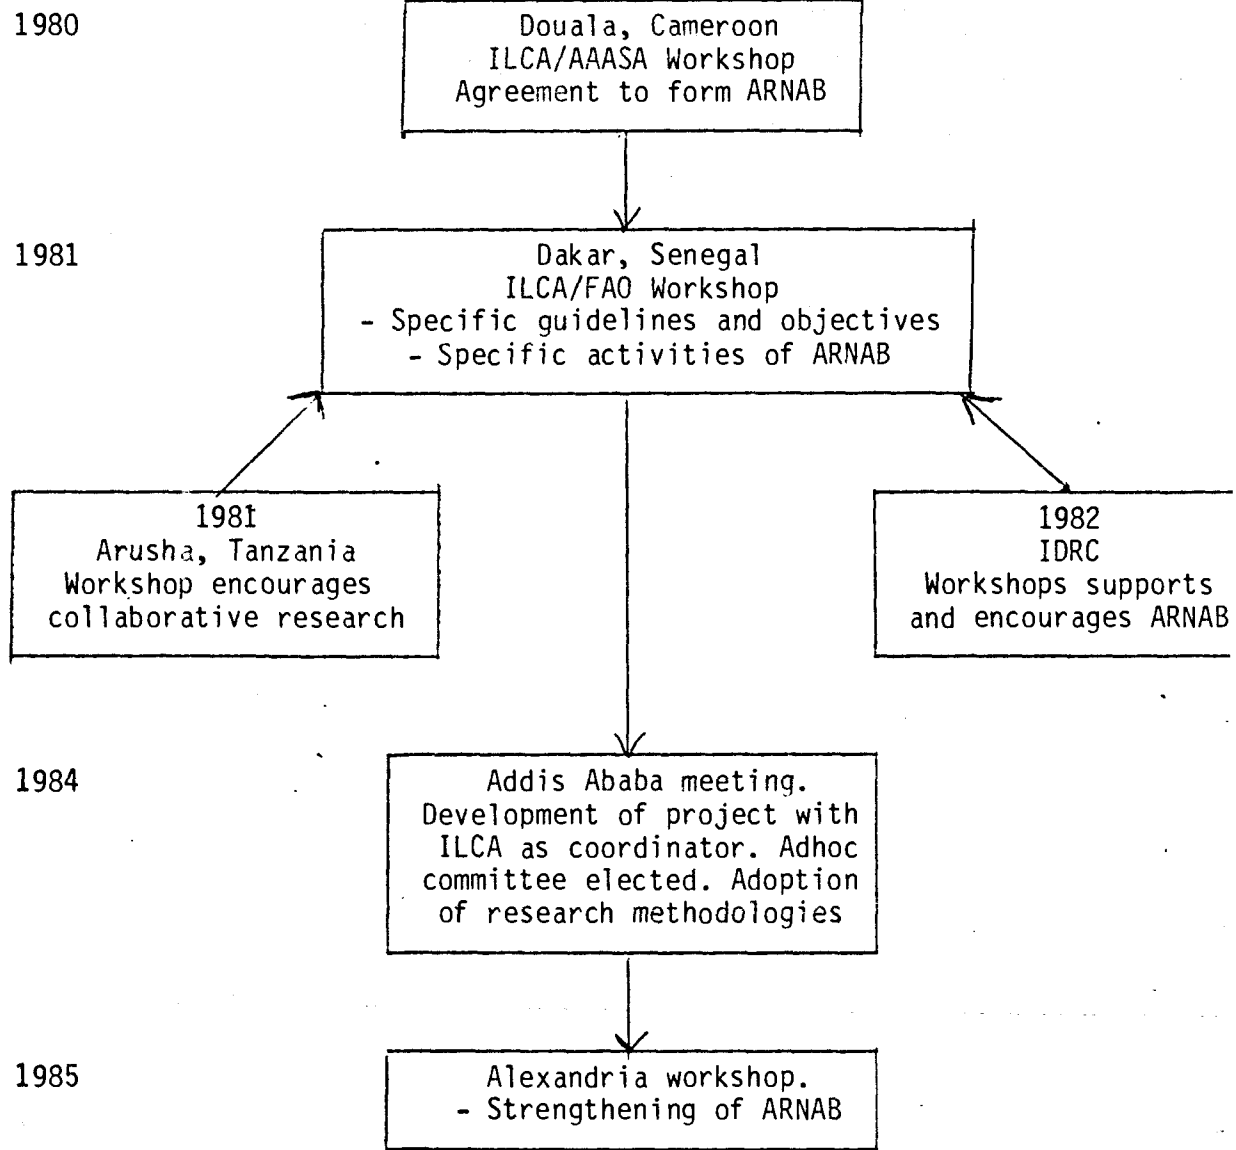 1980
Douala, Cameroon
ILCA/AAASA Workshop
Agreement to form ARNAB
1981
Dakar, Senegal
ILCA/FAO Workshop
- Specific guidelines and objectives
- Specific activities of ARNAB
1981
Arusha, Tanzania
Workshop encourages
collaborative research
1982
IDRC
Workshops supports
and encourages ARNAB
1984
Addis Ababa meeting.
Development of project with
ILCA as coordinator. Adhoc
committee elected. Adoption
of research methodologies
1985
Alexandria workshop.
- Strengthening of ARNAB